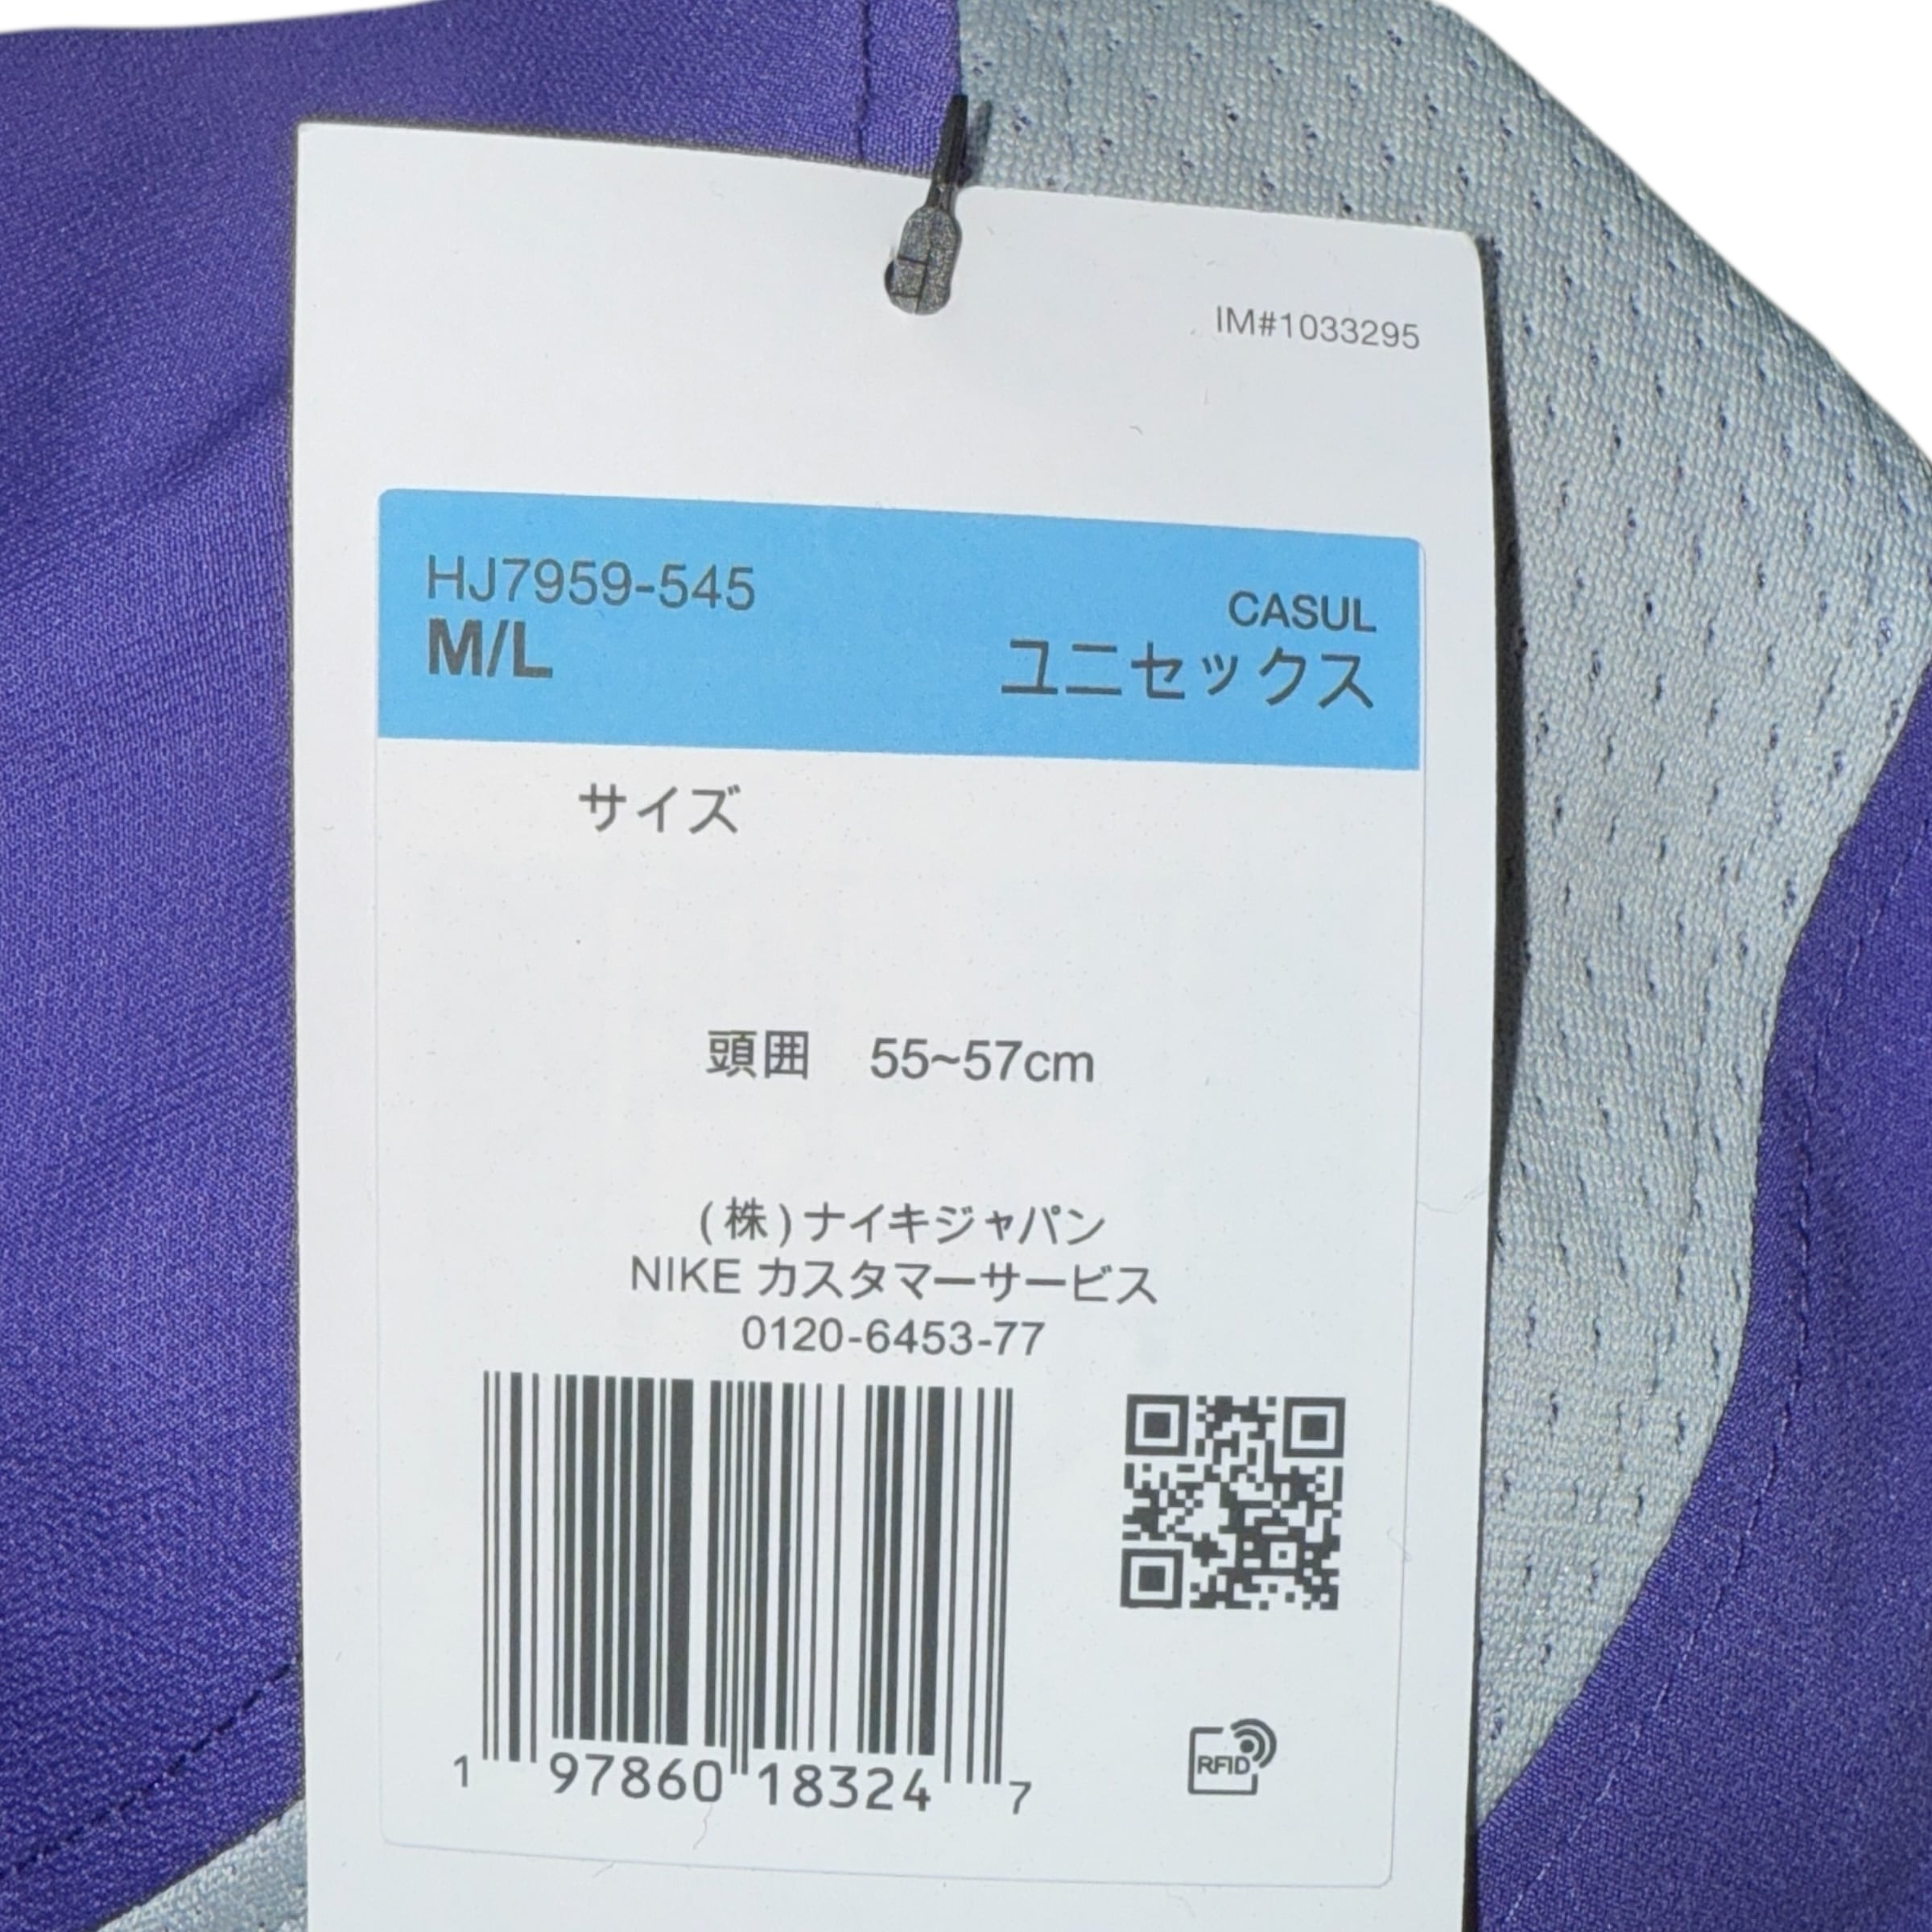 IM#1033295
HJ7959-545
M/L
CASUL
ユニセックス
サイズ
頭囲 55~57cm
(株)ナイキジャパン
NIKE カスタマーサービス
0120-6453-77
1 97860 18324 7
RFID